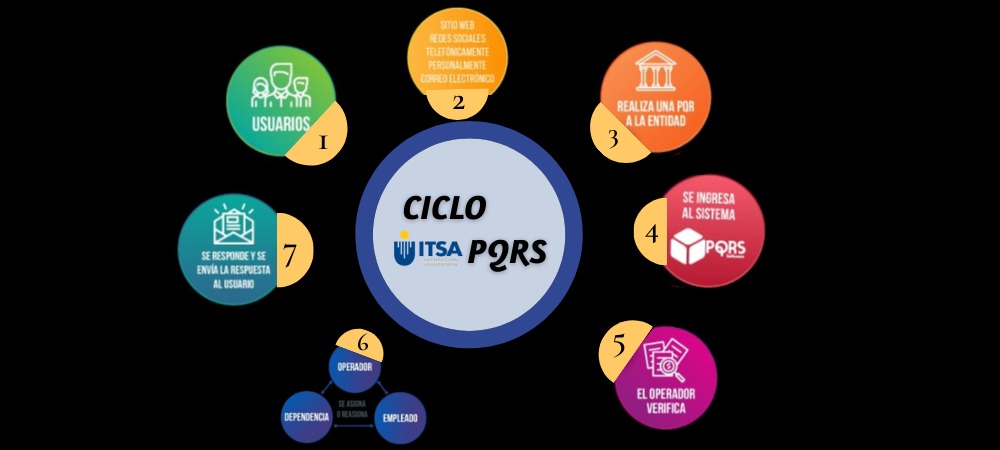 CICLO
ITSA PQRS
USUARIOS
1
SITIO WEB
REDES SOCIALES
TELEFÓNICAMENTE
PERSONALMENTE
CORREO ELECTRÓNICO
2
REALIZA UNA PQR
A LA ENTIDAD
3
SE INGRESA
AL SISTEMA
PQRS
Software
4
EL OPERADOR
VERIFICA
5
6
OPERADOR
SE ASIGNA
O REASIGNA
DEPENDENCIA
EMPLEADO
SE RESPONDE Y SE
ENVÍA LA RESPUESTA
AL USUARIO
7